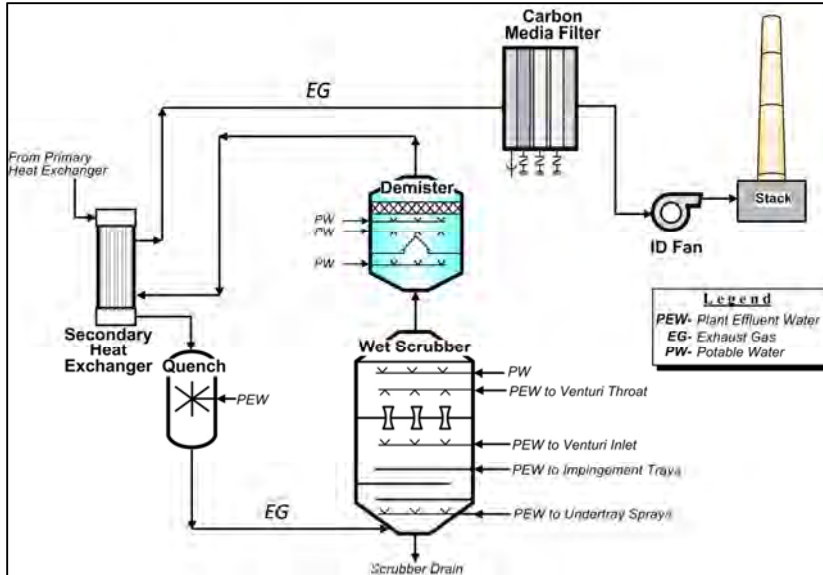 Carbon
Media Filter
EG
From Primary
Heat Exchanger
Demister
PW
PW
PW
Stack
ID Fan
Legend
PEW- Plant Effluent Water
EG- Exhaust Gas
PW- Potable Water
Secondary
Heat
Exchanger
Quench
PEW
Wet Scrubber
PW
PEW to Venturi Throat
PEW to Venturi Inlet
PEW to Impingement Trays
PEW to Undertray Sprays
EG
Scrubber Drain